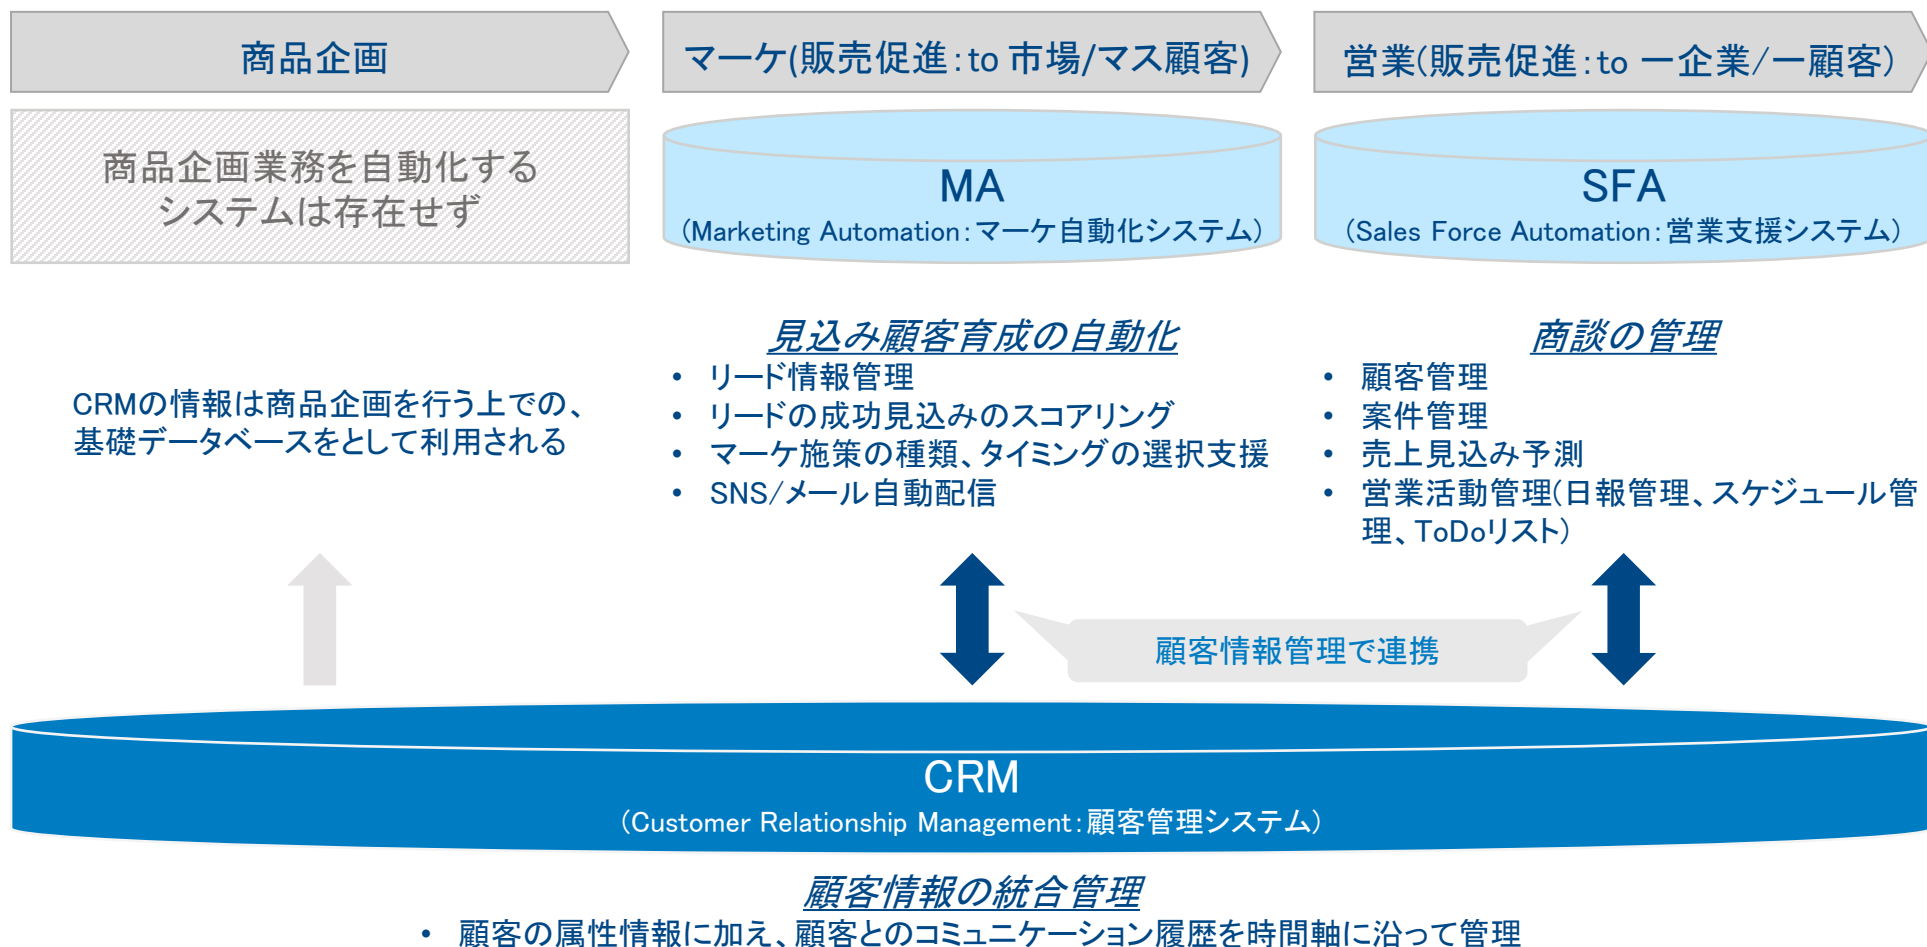 商品企画
マーケ(販売促進：to 市場/マス顧客)
営業(販売促進：to 一企業/一顧客)
商品企画業務を自動化する
システムは存在せず
MA
(Marketing Automation：マーケ自動化システム)
SFA
(Sales Force Automation：営業支援システム)
CRMの情報は商品企画を行う上での、
基礎データベースをとして利用される
見込み顧客育成の自動化
• リード情報管理
• リードの成功見込みのスコアリング
• マーケ施策の種類、タイミングの選択支援
• SNS/メール自動配信
商談の管理
• 顧客管理
• 案件管理
• 売上見込み予測
• 営業活動管理(日報管理、スケジュール管
理、ToDoリスト)
顧客情報管理で連携
CRM
(Customer Relationship Management：顧客管理システム)
顧客情報の統合管理
• 顧客の属性情報に加え、顧客とのコミュニケーション履歴を時間軸に沿って管理